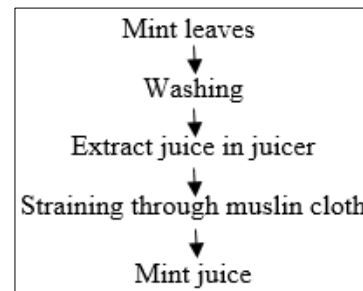 Mint leaves
Washing
Extract juice in juicer
Straining through muslin cloth
Mint juice